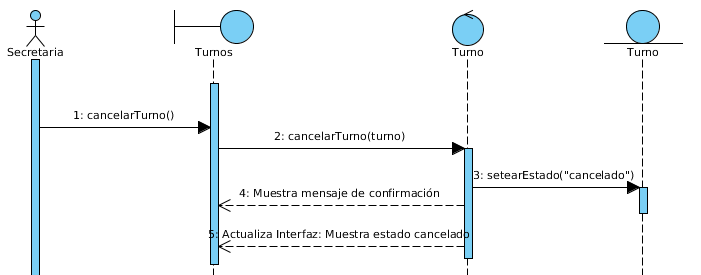 Secretaria
Turnos
Turno
Turno
1: cancelarTurno()
2: cancelarTurno(turno)
3: setearEstado("cancelado")
4: Muestra mensaje de confirmación
5: Actualiza Interfaz: Muestra estado cancelado